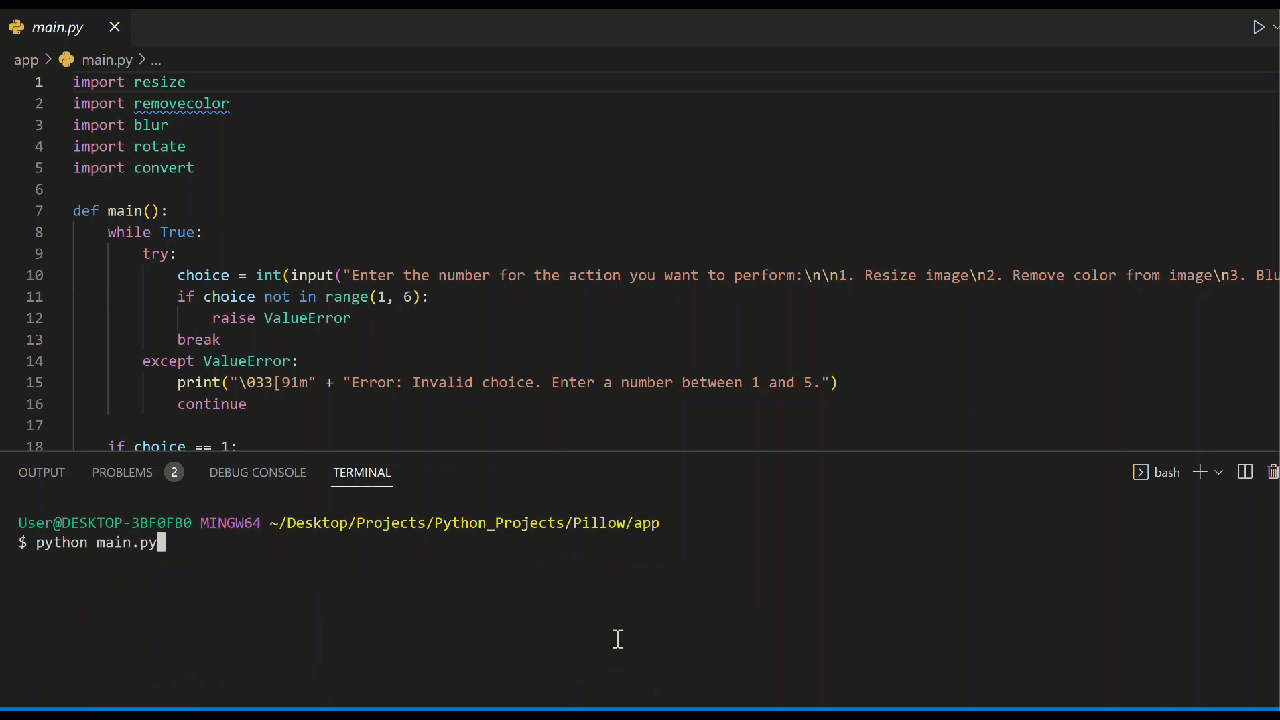 main.py
app > main.py > ...
1 import resize
2 import removecolor
3 import blur
4 import rotate
5 import convert
6
7 def main():
8 while True:
9 try:
10 choice = int(input("Enter the number for the action you want to perform:\n\n1. Resize image\n2. Remove color from image\n3. Blu
11 if choice not in range(1, 6):
12 raise ValueError
13 break
14 except ValueError:
15 print("\033[91m" + "Error: Invalid choice. Enter a number between 1 and 5.")
16 continue
17
18 if choice == 1:
OUTPUT PROBLEMS 2 DEBUG CONSOLE TERMINAL bash
User@DESKTOP-3BF0FB0 MINGW64 ~/Desktop/Projects/Python_Projects/Pillow/app
$ python main.py